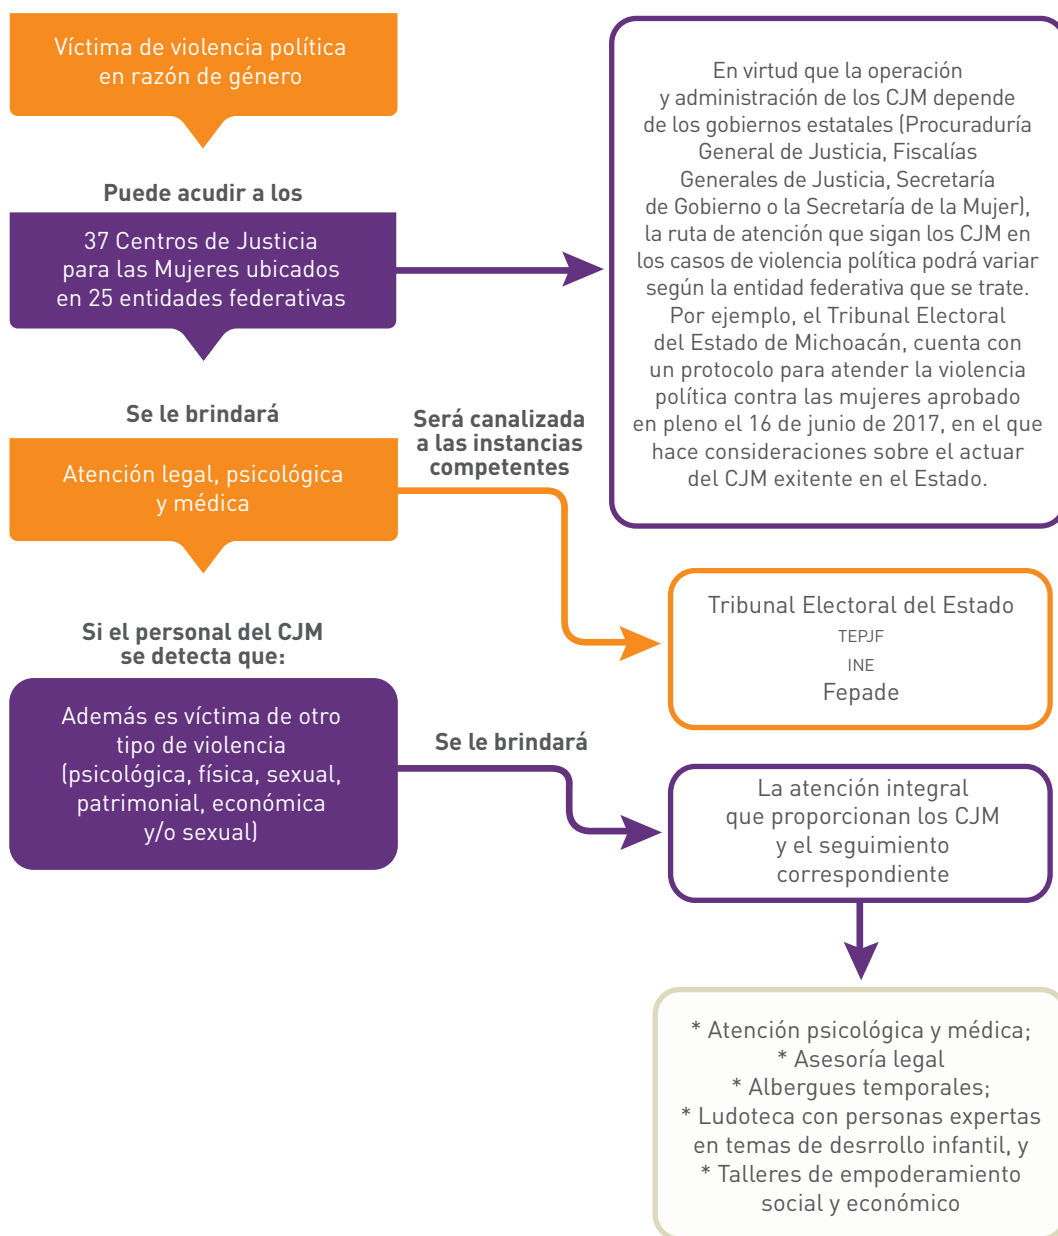 Víctima de violencia política
en razón de género
Puede acudir a los
37 Centros de Justicia
para las Mujeres ubicados
en 25 entidades federativas
En virtud que la operación
y administración de los CJM depende
de los gobiernos estatales (Procuraduría
General de Justicia, Fiscalías
Generales de Justicia, Secretaría
de Gobierno o la Secretaría de la Mujer),
la ruta de atención que sigan los CJM en
los casos de violencia política podrá variar
según la entidad federativa que se trate.
Por ejemplo, el Tribunal Electoral
del Estado de Michoacán, cuenta con
un protocolo para atender la violencia
política contra las mujeres aprobado
en pleno el 16 de junio de 2017, en el que
hace consideraciones sobre el actuar
del CJM exitente en el Estado.
Se le brindará
Atención legal, psicológica
y médica
Será canalizada
a las instancias
competentes
Tribunal Electoral del Estado
TEPJF
INE
Fepade
Si el personal del CJM
se detecta que:
Además es víctima de otro
tipo de violencia
(psicológica, física, sexual,
patrimonial, económica
y/o sexual)
Se le brindará
La atención integral
que proporcionan los CJM
y el seguimiento
correspondiente
* Atención psicológica y médica;
* Asesoría legal
* Albergues temporales;
* Ludoteca con personas expertas
en temas de desrrollo infantil, y
* Talleres de empoderamiento
social y económico